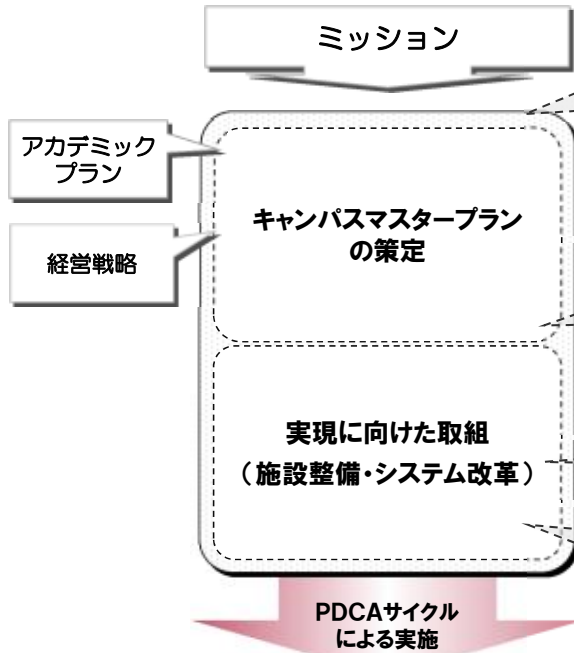 ミッション
アカデミック
プラン
キャンパスマスタープラン
の策定
経営戦略
実現に向けた取組
(施設整備・システム改革)
PDCAサイクル
による実施